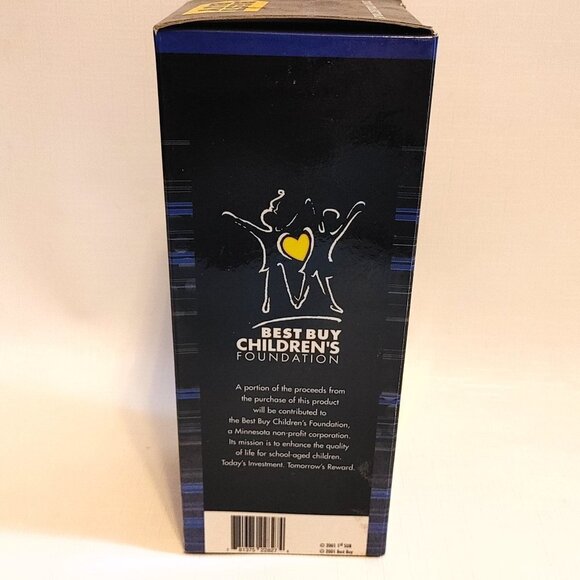 BEST BUY
CHILDREN'S
FOUNDATION
A portion of the proceeds from
the purchase of this product
will be contributed to
the Best Buy Children's Foundation,
a Minnesota non-profit corporation.
Its mission is to enhance the quality
of life for school-aged children.
Today's Investment. Tomorrow's Reward.
81375 22827
© 2001 Best Buy